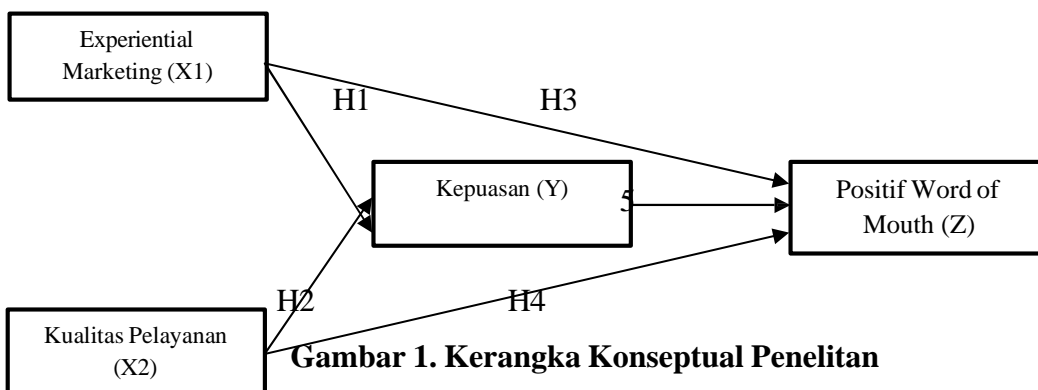 Experiential
Marketing (X1)
H1
H3
Kepuasan (Y)
5
Positif Word of
Mouth (Z)
H2
H4
Kualitas Pelayanan
(X2)
Gambar 1. Kerangka Konseptual Penelitan